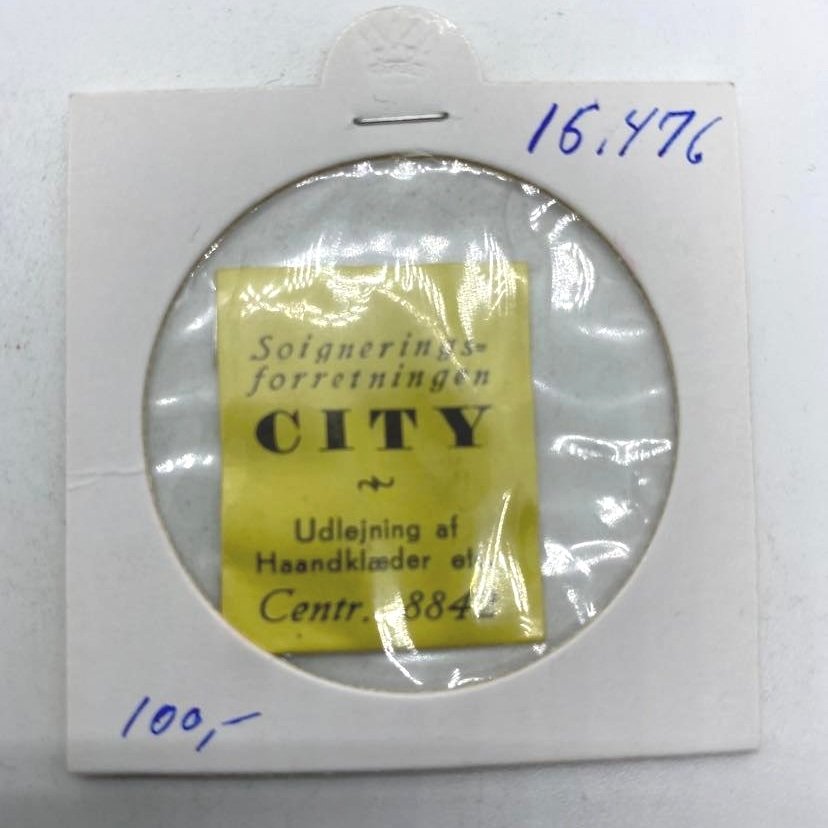 16.476
Soignerings=
forretningen
CITY
Udlejning af
Haandklæder
Centr.
100,-